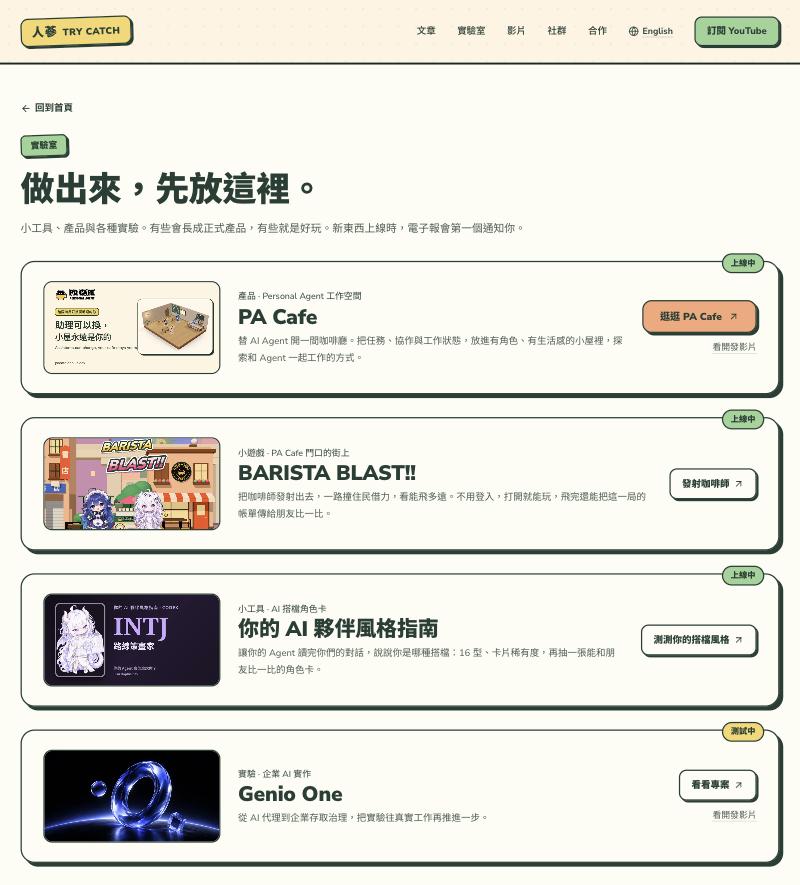 人蔘 TRY CATCH
文章
實驗室
影片
社群
合作
English
訂閱 YouTube
← 回到首頁
實驗室
做出來，先放這裡。
小工具、產品與各種實驗。有些會長成正式產品，有些就是好玩。新東西上線時，電子報會第一個通知你。
上線中
PA CAFE
助理可以換，
小屋永遠是你的
產品 · Personal Agent 工作空間
PA Cafe
替 AI Agent 開一間咖啡廳。把任務、協作與工作狀態，放進有角色、有生活感的小屋裡，探
索和 Agent 一起工作的方式。
逛逛 PA Cafe ↗
看開發影片
上線中
BARISTA
BLAST!!
小遊戲 · PA Cafe 門口的街上
BARISTA BLAST!!
把咖啡師發射出去，一路撞住民借力，看能飛多遠。不用登入，打開就能玩，飛完還能把這一局的
帳單傳給朋友比一比。
發射咖啡師 ↗
上線中
INTJ
路線策畫家
小工具 · AI 搭檔角色卡
你的 AI 夥伴風格指南
讓你的 Agent 讀完你們的對話，說說你是哪種搭檔：16 型、卡片稀有度，再抽一張能和朋
友比一比的角色卡。
測測你的搭檔風格 ↗
測試中
實驗 · 企業 AI 實作
Genio One
從 AI 代理到企業存取治理，把實驗往真實工作再推進一步。
看看專案 ↗
看開發影片